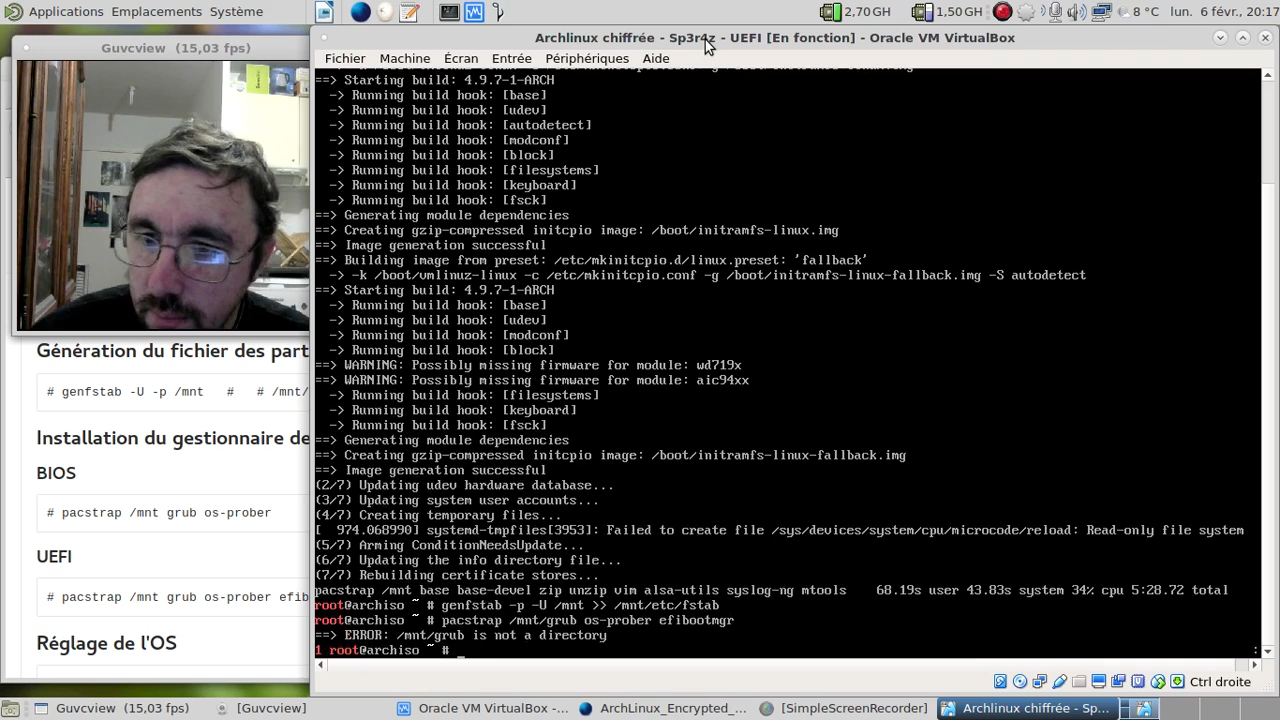 Applications Emplacements Système
2,70 GH
1,50 GH
8 °C
lun. 6 févr., 20:17
Guvcview (15,03 fps)
Archlinux chiffrée - Sp3r4z - UEFI [En fonction] - Oracle VM VirtualBox
Fichier Machine Écran Entrée Périphériques Aide
==> Starting build: 4.9.7-1-ARCH
-> Running build hook: [base]
-> Running build hook: [udev]
-> Running build hook: [autodetect]
-> Running build hook: [modconf]
-> Running build hook: [block]
-> Running build hook: [filesystems]
-> Running build hook: [keyboard]
-> Running build hook: [fsck]
==> Generating module dependencies
==> Creating gzip-compressed initcpio image: /boot/initramfs-linux.img
==> Image generation successful
==> Building image from preset: /etc/mkinitcpio.d/linux.preset: 'fallback'
-> -k /boot/vmlinuz-linux -c /etc/mkinitcpio.conf -g /boot/initramfs-linux-fallback.img -S autodetect
==> Starting build: 4.9.7-1-ARCH
-> Running build hook: [base]
-> Running build hook: [udev]
-> Running build hook: [modconf]
-> Running build hook: [block]
==> WARNING: Possibly missing firmware for module: wd719x
==> WARNING: Possibly missing firmware for module: aic94xx
-> Running build hook: [filesystems]
-> Running build hook: [keyboard]
-> Running build hook: [fsck]
==> Generating module dependencies
==> Creating gzip-compressed initcpio image: /boot/initramfs-linux-fallback.img
==> Image generation successful
(2/7) Updating udev hardware database...
(3/7) Updating system user accounts...
(4/7) Creating temporary files...
[  974.068990] systemd-tmpfiles[3953]: Failed to create file /sys/devices/system/cpu/microcode/reload: Read-only file system
(5/7) Arming ConditionNeedsUpdate...
(6/7) Updating the info directory file...
(7/7) Rebuilding certificate stores...
pacstrap /mnt base base-devel zip unzip vim alsa-utils syslog-ng mtools    68.19s user 43.83s system 34% cpu 5:28.72 total
root@archiso ~ # genfstab -p -U /mnt >> /mnt/etc/fstab
root@archiso ~ # pacstrap /mnt/grub os-prober efibootmgr
==> ERROR: /mnt/grub is not a directory
1 root@archiso ~ # _
:
Génération du fichier des part
# genfstab -U -p /mnt   #   # /mnt/
Installation du gestionnaire de
BIOS
# pacstrap /mnt grub os-prober
UEFI
# pacstrap /mnt grub os-prober efib
Réglage de l'OS
Ctrl droite
Guvcview (15,03 fps)
[Guvcview]
Oracle VM VirtualBox -...
ArchLinux_Encrypted_...
[SimpleScreenRecorder]
Archlinux chiffrée - Sp...